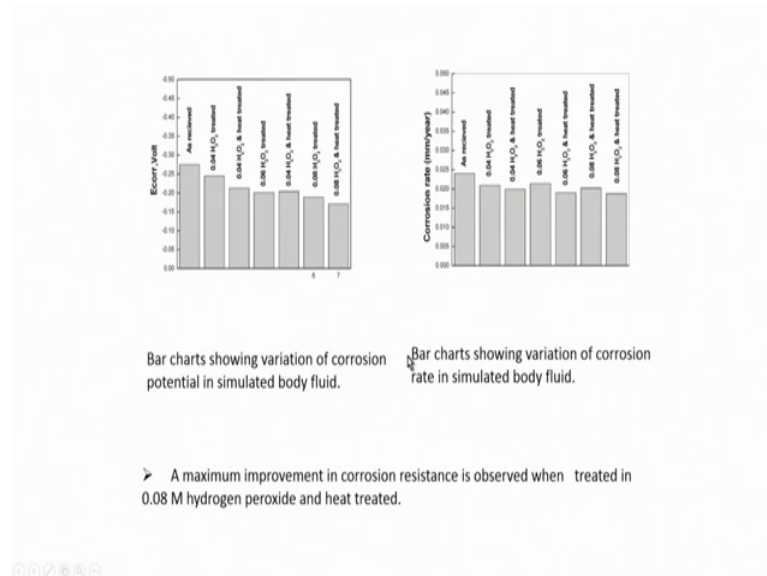 -0.50
-0.45
-0.40
-0.35
-0.30
-0.25
-0.20
-0.15
-0.10
-0.05
0.00
Ecorr,Volt
As recieved
0.04 H₂O₂ treated
0.04 H₂O₂ & heat treated
0.06 H₂O₂ treated
0.04 H₂O₂ & heat treated
0.08 H₂O₂ treated
0.08 H₂O₂ & heat treated
6 7
0.050
0.045
0.040
0.035
0.030
0.025
0.020
0.015
0.010
0.005
0.000
Corrosion rate (mm/year)
As recieved
0.04 H₂O₂ treated
0.04 H₂O₂ & heat treated
0.06 H₂O₂ treated
0.06 H₂O₂ & heat treated
0.08 H₂O₂ & heat treated
0.08 H₂O₂ & heat treated
Bar charts showing variation of corrosion
potential in simulated body fluid.
Bar charts showing variation of corrosion
rate in simulated body fluid.
➢ A maximum improvement in corrosion resistance is observed when treated in
0.08 M hydrogen peroxide and heat treated.